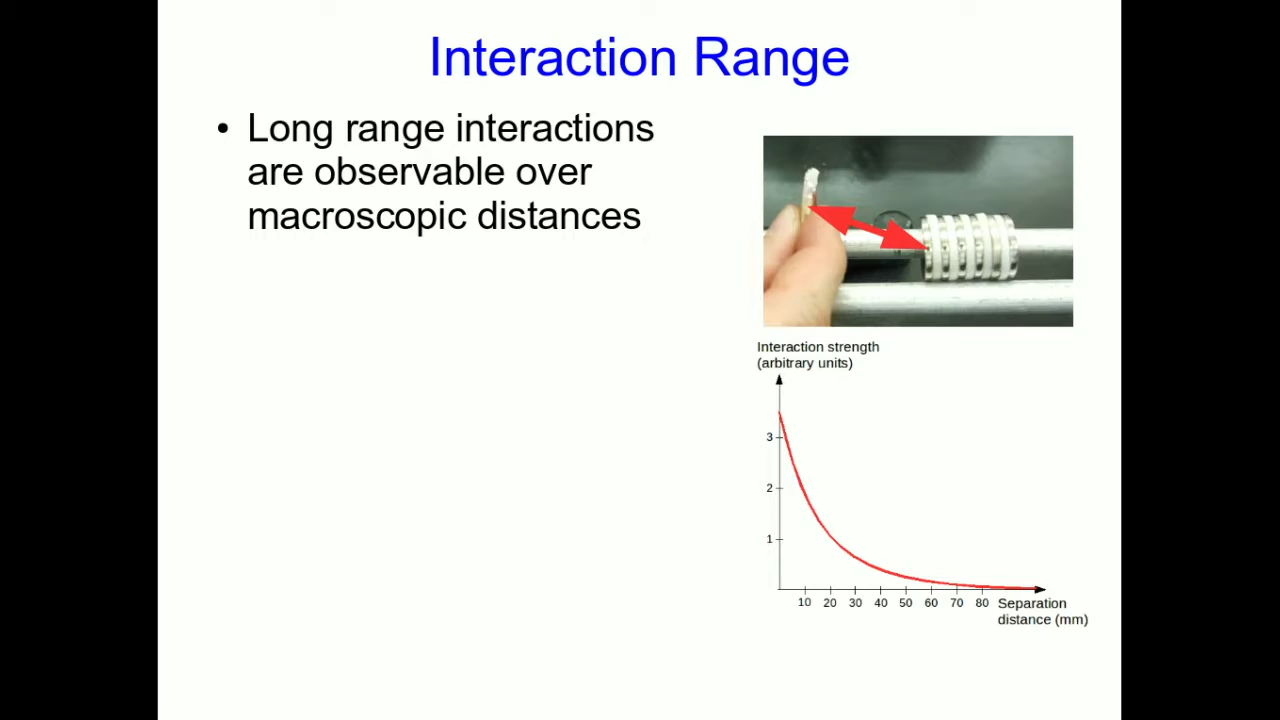 Interaction Range
• Long range interactions
are observable over
macroscopic distances
Interaction strength
(arbitrary units)
3
2
1
10 20 30 40 50 60 70 80 Separation
distance (mm)